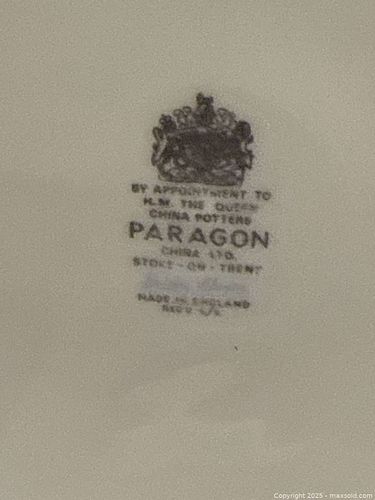 BY APPOINTMENT TO
H.M. THE QUEEN
CHINA POTTERS
PARAGON
CHINA LTD.
STOKE-ON-TRENT
MADE IN ENGLAND
REG'D
Copyright 2025 - maxsold.com